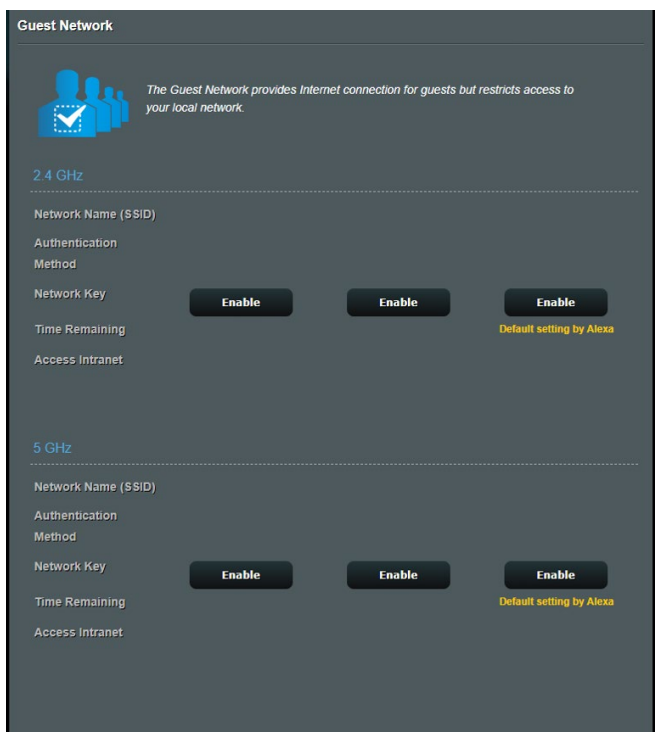 Guest Network
The Guest Network provides Internet connection for guests but restricts access to
your local network.
2.4 GHz
Network Name (SSID)
Authentication
Method
Network Key
Enable Enable Enable
Time Remaining
Default setting by Alexa
Access Intranet
5 GHz
Network Name (SSID)
Authentication
Method
Network Key
Enable Enable Enable
Time Remaining
Default setting by Alexa
Access Intranet